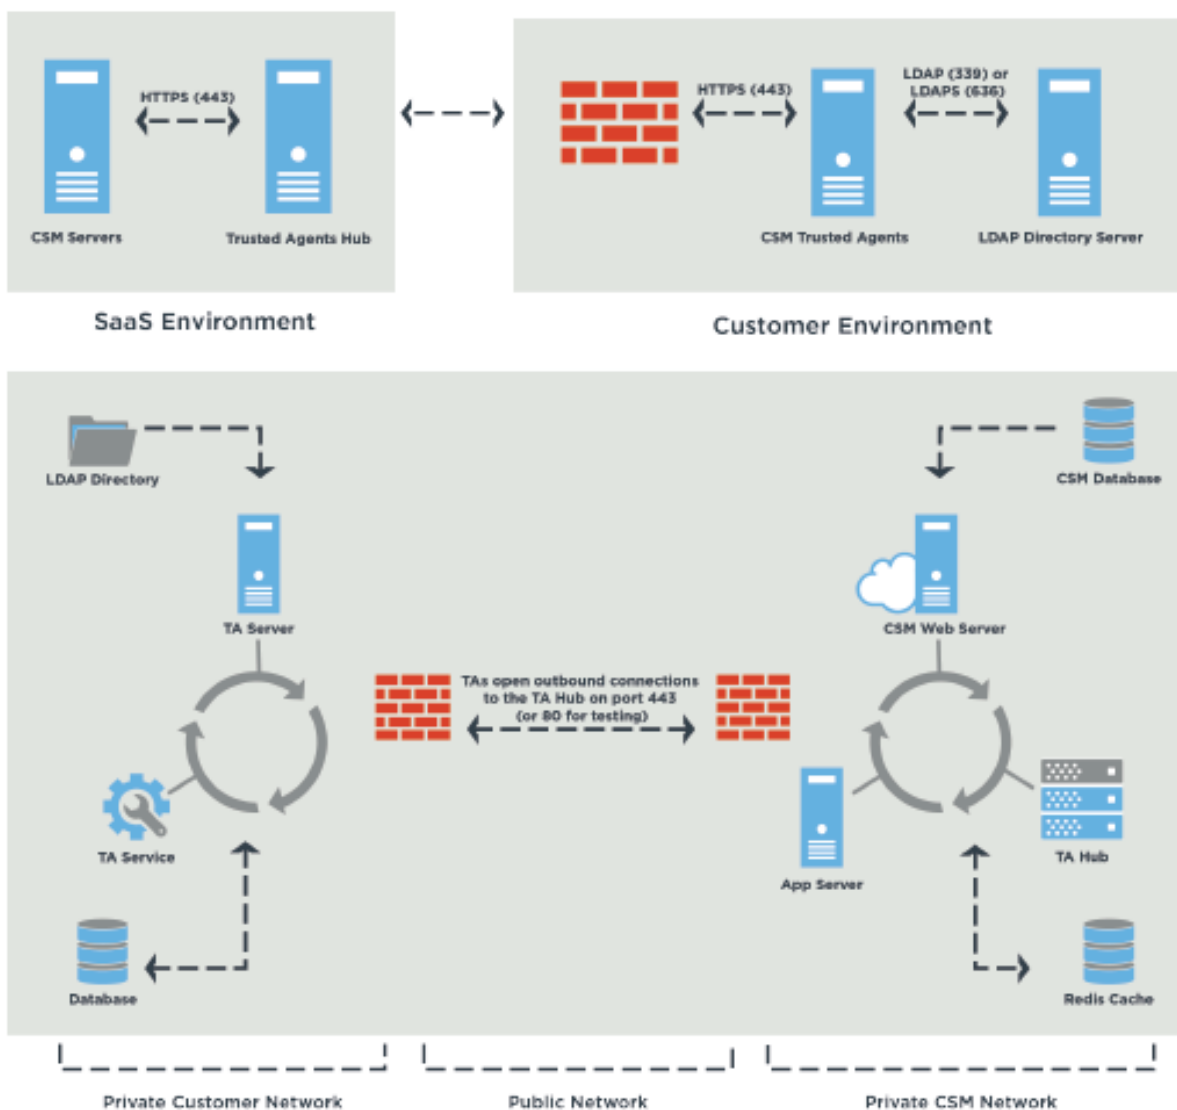 HTTPS (443)
CSM Servers
Trusted Agents Hub
SaaS Environment
HTTPS (443)
LDAP (339) or
LDAPS (636)
CSM Trusted Agents
LDAP Directory Server
Customer Environment
LDAP Directory
CSM Database
TA Server
CSM Web Server
TAs open outbound connections
to the TA Hub on port 443
(or 80 for testing)
TA Service
App Server
TA Hub
Database
Redis Cache
Private Customer Network
Public Network
Private CSM Network